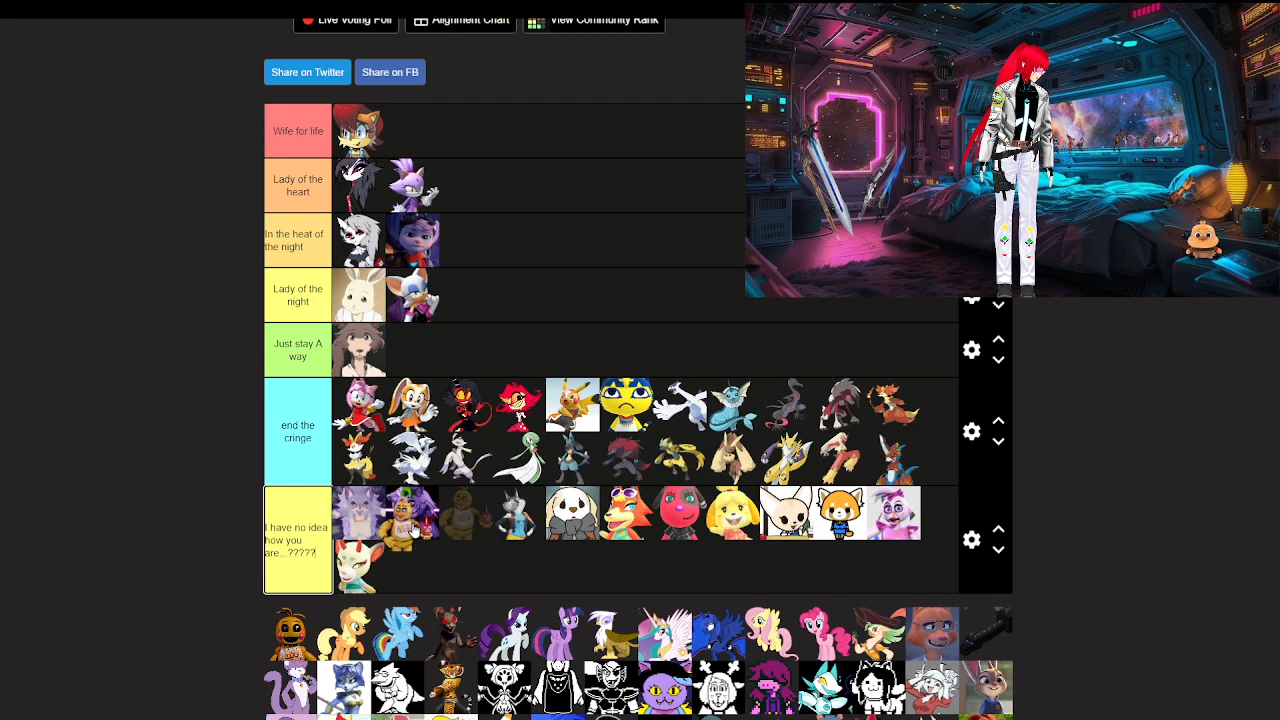 Live Voting Poll
Alignment Chart
View Community Rank
Share on Twitter
Share on FB
Wife for life
Lady of the
heart
In the heat of
the night
Lady of the
night
Just stay A
way
end the
cringe
I have no idea
how you
are...?????